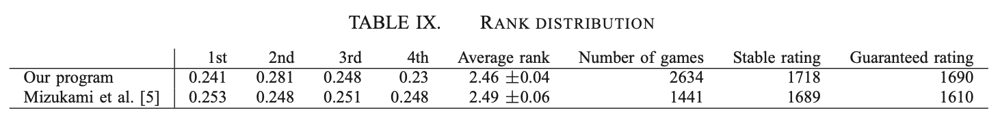 TABLE IX. RANK DISTRIBUTION
1st 2nd 3rd 4th Average rank Number of games Stable rating Guaranteed rating
Our program 0.241 0.281 0.248 0.23 2.46 ±0.04 2634 1718 1690
Mizukami et al. [5] 0.253 0.248 0.251 0.248 2.49 ±0.06 1441 1689 1610